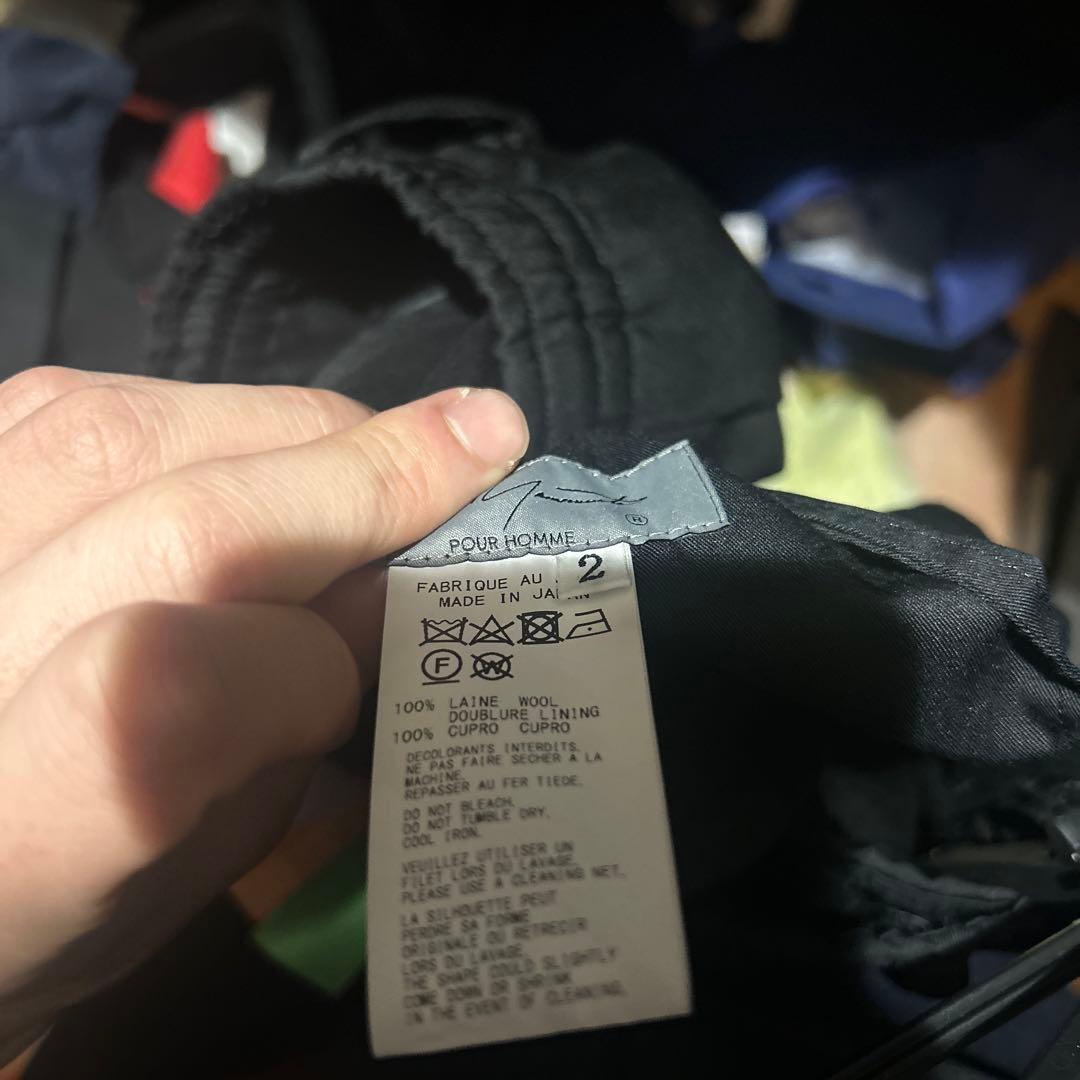 ®
POUR HOMME
2
FABRIQUE AU
MADE IN
F
W
100% LAINE WOOL
DOUBLURE LINING
100% CUPRO CUPRO
DECOLORANTS INTERDITS.
NE PAS FAIRE SECHER A LA
MACHINE.
REPASSER AU FER TIEDE.
DO NOT BLEACH.
DO NOT TUMBLE DRY.
COOL IRON.
VEUILLEZ UTILISER UN
FILET LORS DU LAVAGE.
PLEASE USE A CLEANING NET.
LA SILHOUETTE PEUT
PERDRE SA FORME
ORIGINALE OU RETRECIR
LORS DU LAVAGE.
THE SHAPE COULD SLIGHTLY
COME DOWN OR SHRINK
IN THE EVENT OF CLEANING.